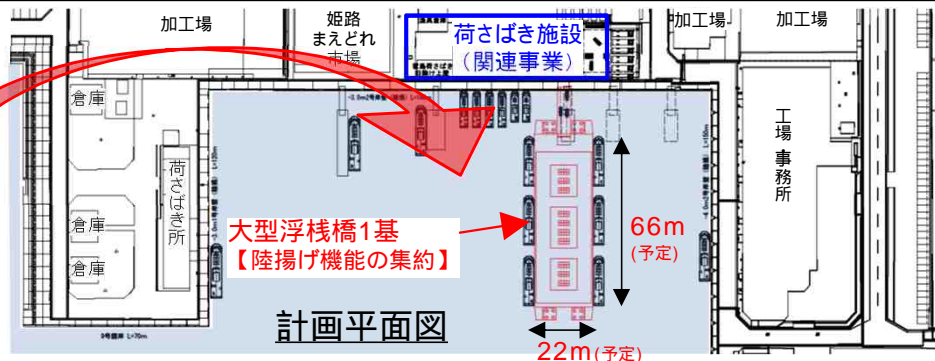 加工場
姫路
まえどれ
市場
荷さばき施設
（関連事業）
加工場
加工場
倉庫
荷さばき所
倉庫
倉庫
工場 事務所
大型浮桟橋1基
【陸揚げ機能の集約】
66m
(予定)
計画平面図
22m(予定)